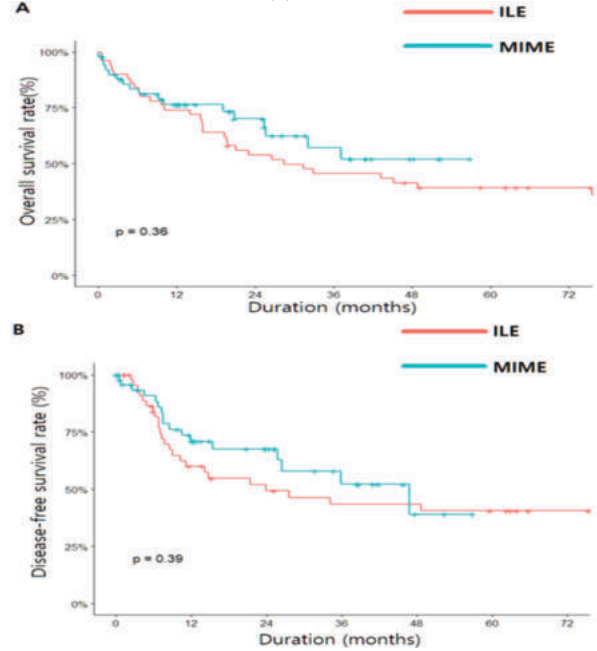 A
ILE
MIME
Overall survival rate(%)
100%
75%
50%
25%
0%
p = 0.36
0 12 24 36 48 60 72
Duration (months)
B
ILE
MIME
Disease-free survival rate (%)
100%
75%
50%
25%
0%
p = 0.39
0 12 24 36 48 60 72
Duration (months)